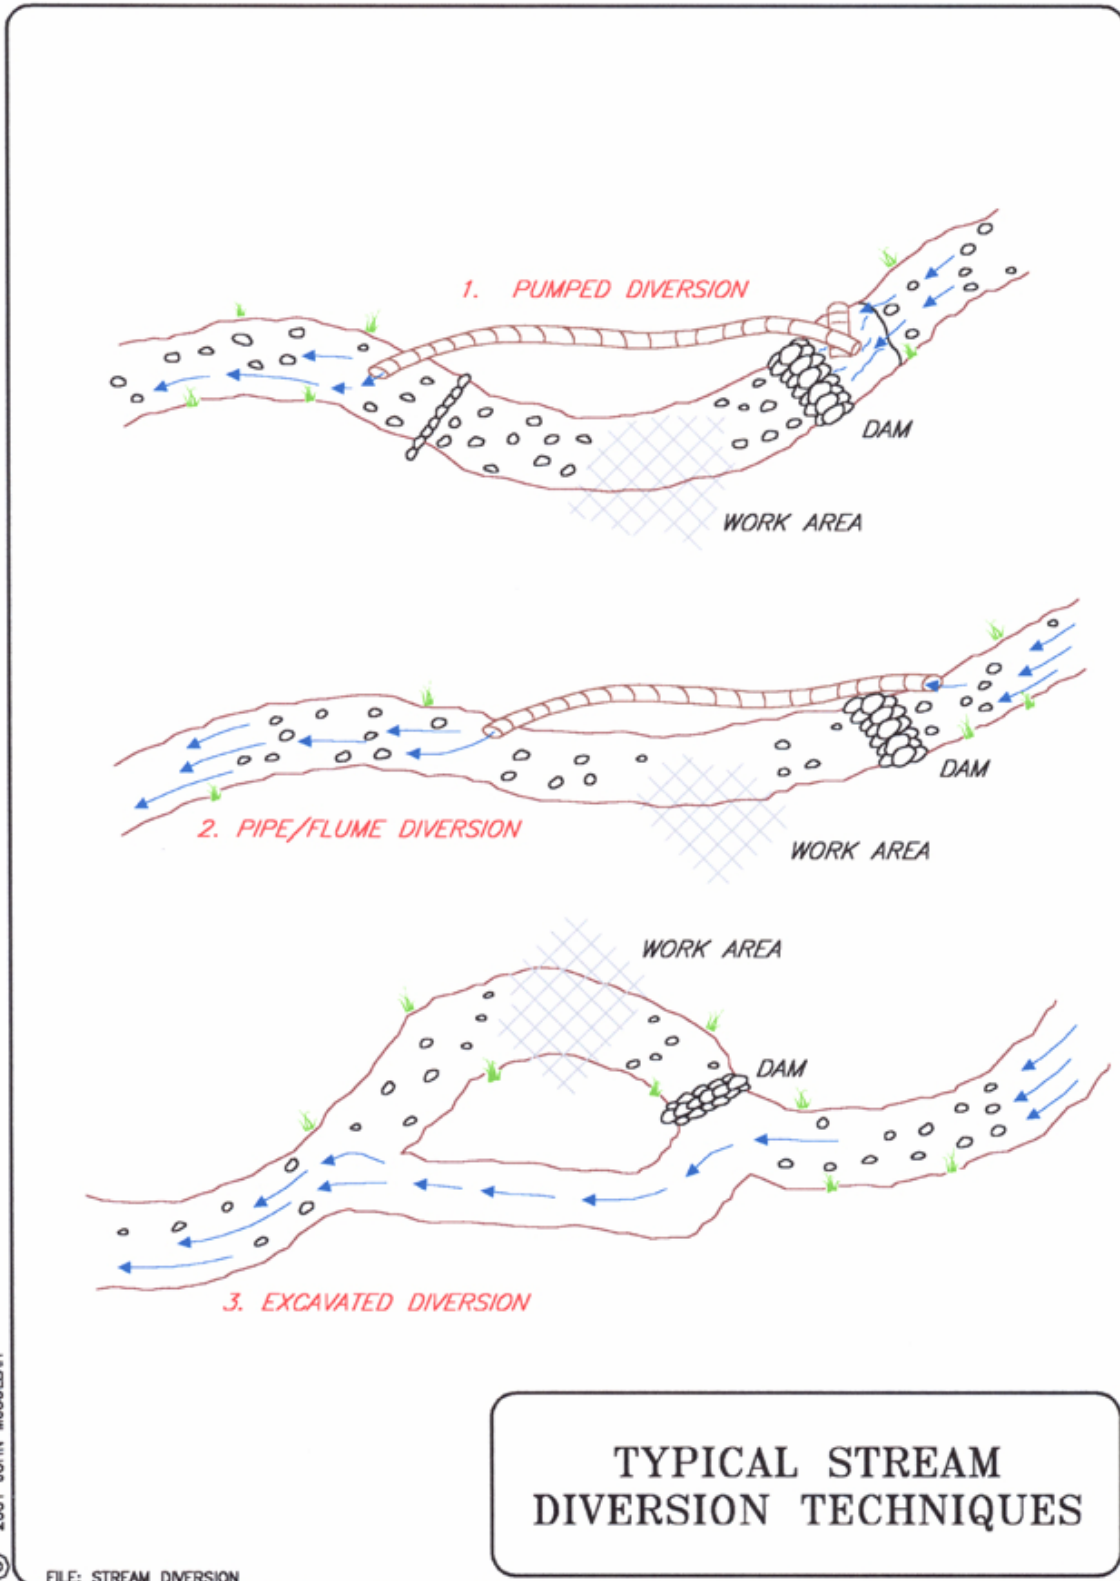 1. PUMPED DIVERSION
DAM
WORK AREA
DAM
2. PIPE/FLUME DIVERSION
WORK AREA
WORK AREA
DAM
3. EXCAVATED DIVERSION
TYPICAL STREAM
DIVERSION TECHNIQUES
FILE: STREAM DIVERSION